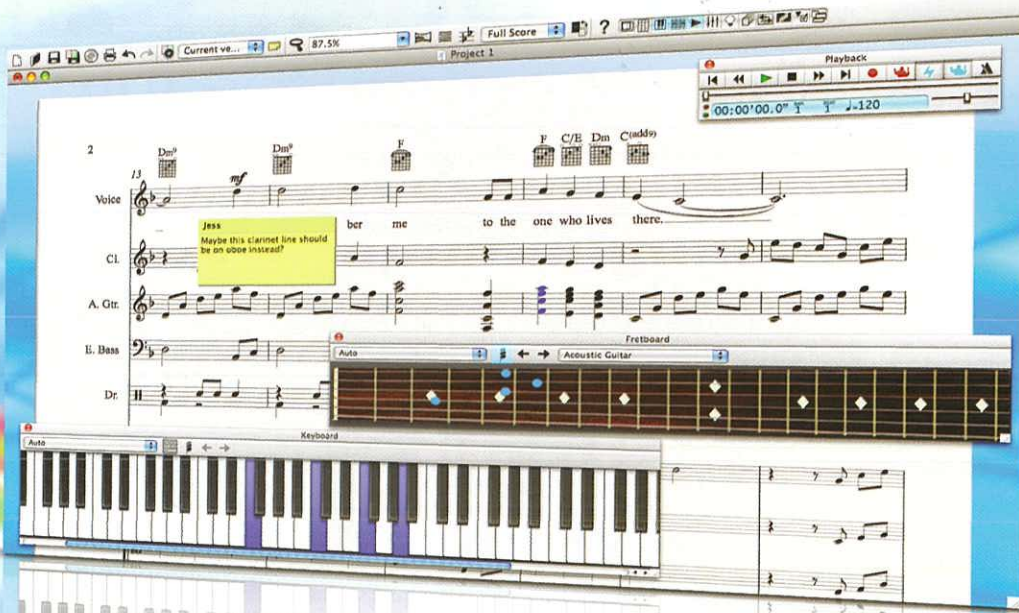 Current ve...
87.5%
Full Score
?
Project 1
Playback
00:00'00.0" 1 1 ♩=120
2
Dm⁹ Dm⁹ F F C/E Dm C(add9)
13
mf
Voice
ber me to the one who lives there.
Jess
Maybe this clarinet line should
be on oboe instead?
Cl.
A. Gtr.
E. Bass
Dr.
Fretboard
Auto
Acoustic Guitar
Keyboard
Auto